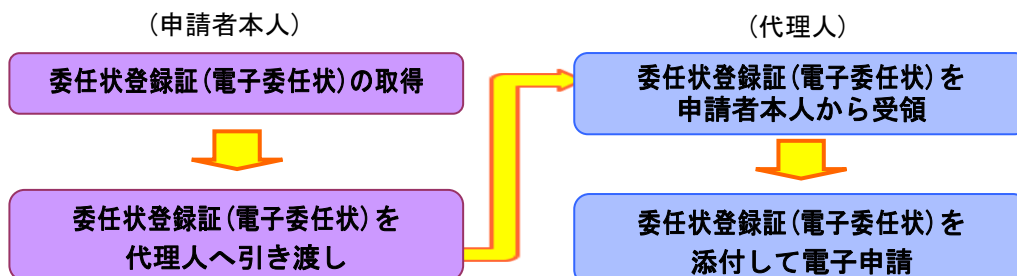 （申請者本人）
委任状登録証（電子委任状）の取得
委任状登録証（電子委任状）を
代理人へ引き渡し
（代理人）
委任状登録証（電子委任状）を
申請者本人から受領
委任状登録証（電子委任状）を
添付して電子申請